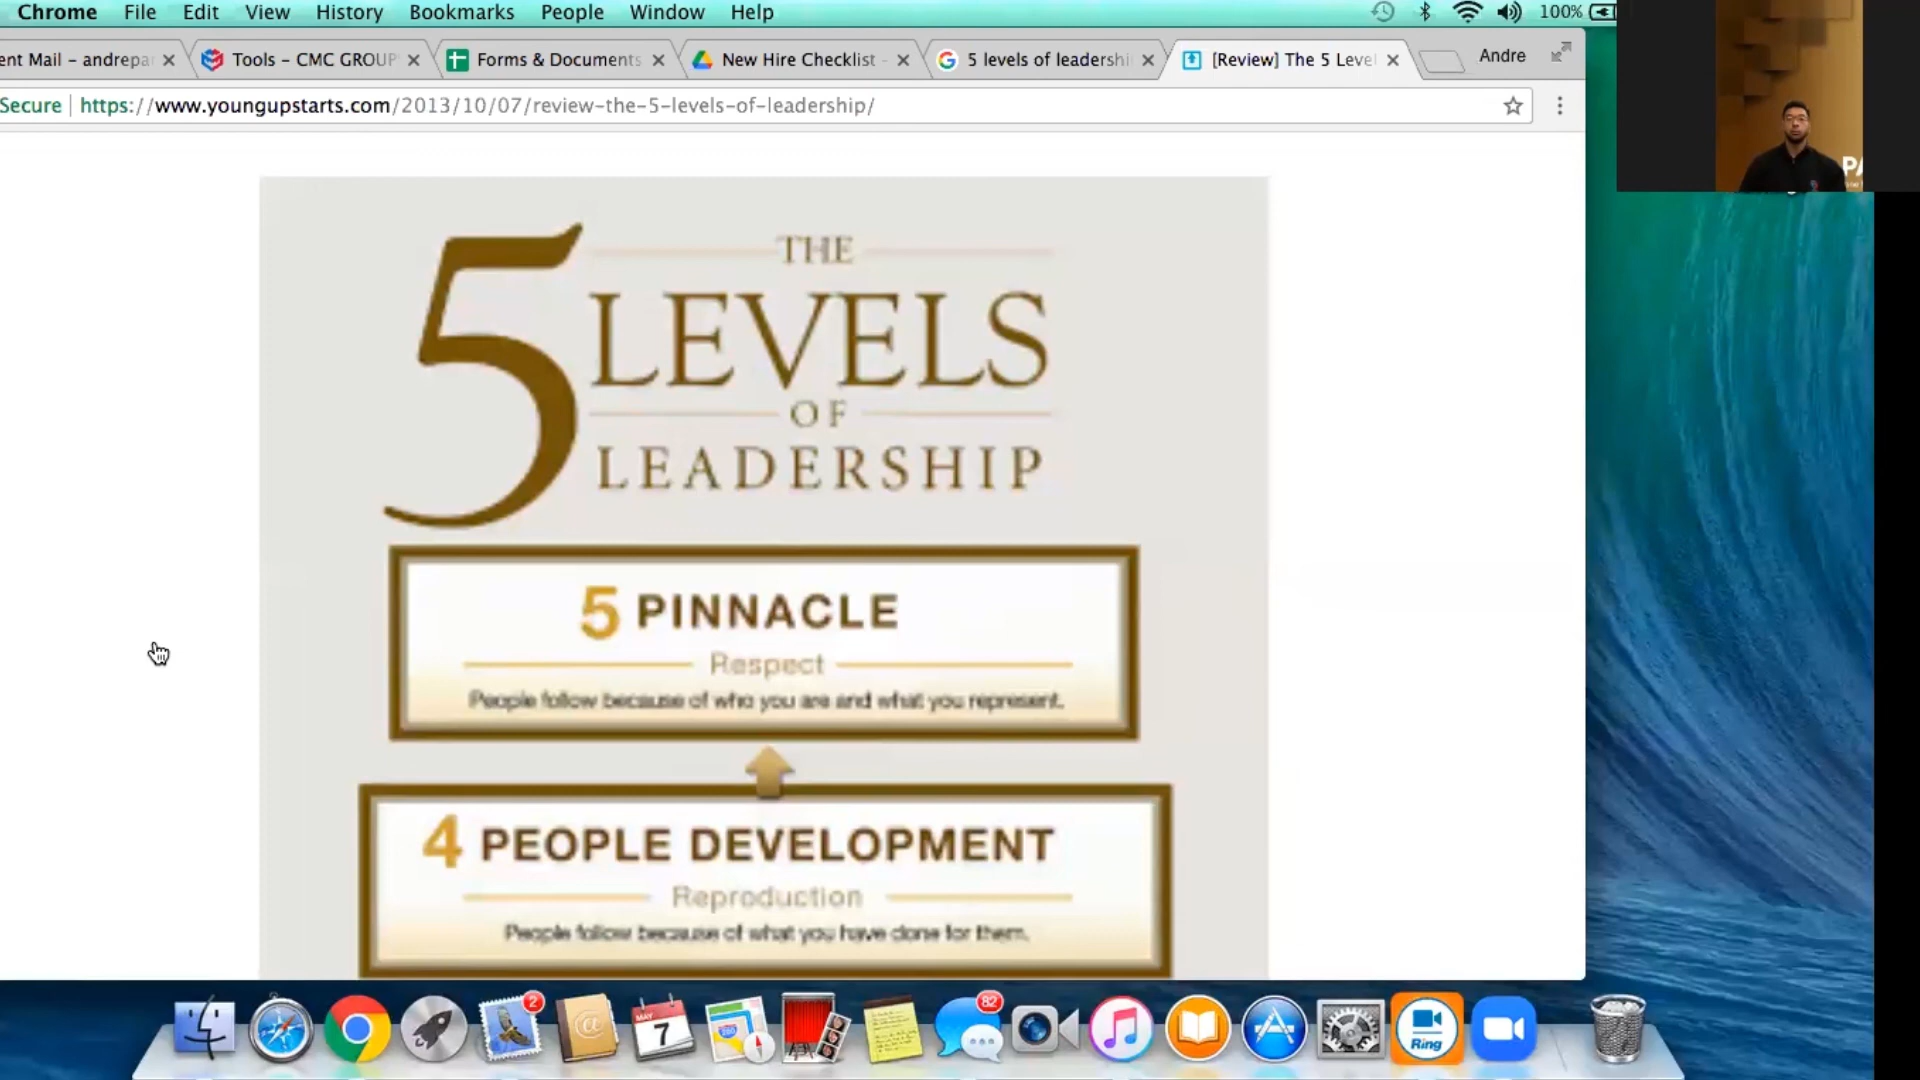 Chrome File Edit View History Bookmarks People Window Help 100%
ent Mail – andrepa Tools – CMC GROUP Forms & Documents New Hire Checklist – 5 levels of leadershi [Review] The 5 Level Andre
Secure https://www.youngupstarts.com/2013/10/07/review-the-5-levels-of-leadership/
PA
THE
5 LEVELS
OF
LEADERSHIP
5 PINNACLE
Respect
People follow because of who you are and what you represent.
4 PEOPLE DEVELOPMENT
Reproduction
People follow because of what you have done for them.
2
82
MAY
7
Ring